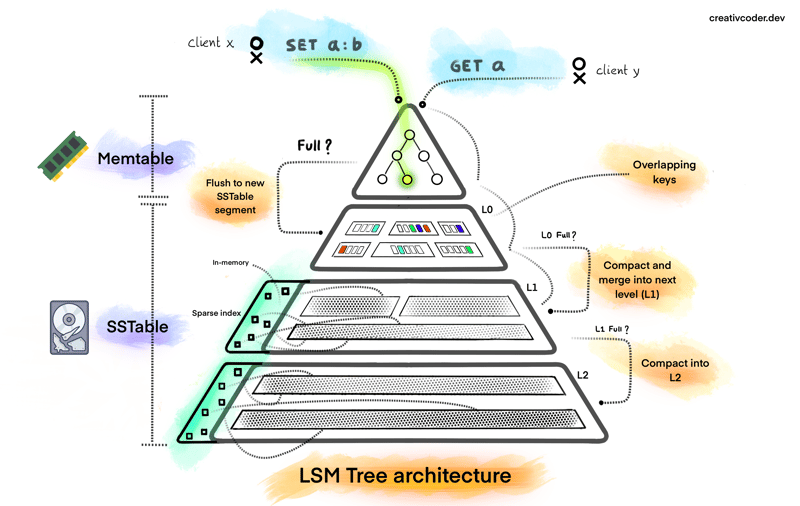 creativcoder.dev
client x
SET a:b
GET a
client y
Full?
Memtable
Overlapping
keys
Flush to new
SSTable
segment
L0
L0 Full?
In-memory
L1
Compact and
merge into next
level (L1)
Sparse index
SSTable
L1 Full?
Compact into
L2
L2
LSM Tree architecture